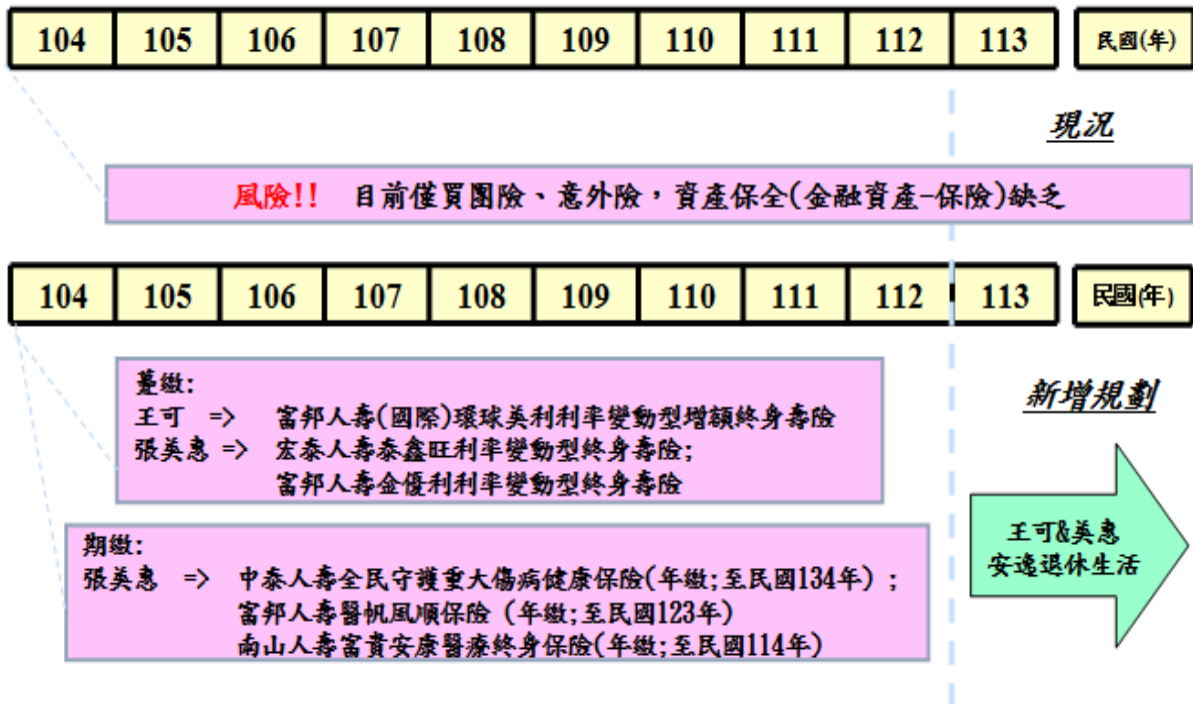 104 105 106 107 108 109 110 111 112 113 民國(年)
現況
風險!! 目前僅買團險、意外險，資產保全(金融資產-保險)缺乏
104 105 106 107 108 109 110 111 112 113 民國(年)
新增規劃
躉繳:
王可 => 富邦人壽(國際)環球美利利率變動型增額終身壽險
張美惠 => 宏泰人壽泰鑫旺利率變動型終身壽險;
富邦人壽金優利利率變動型終身壽險
王可&美惠
安逸退休生活
期繳:
張美惠 => 中泰人壽全民守護重大傷病健康保險(年繳;至民國134年) ;
富邦人壽醫帆風順保險 (年繳;至民國123年)
南山人壽富貴安康醫療終身保險(年繳;至民國114年)